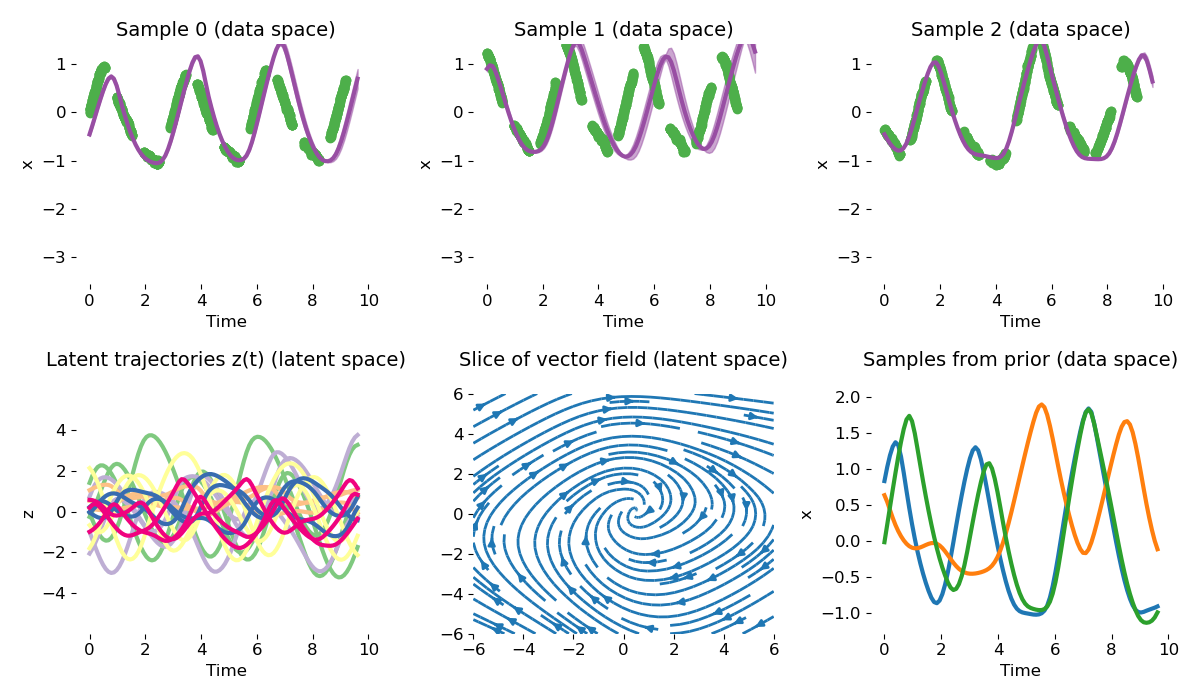 Sample 0 (data space)
Sample 1 (data space)
Sample 2 (data space)
1
0
−1
−2
−3
x
0 2 4 6 8 10
Time
1
0
−1
−2
−3
x
0 2 4 6 8 10
Time
1
0
−1
−2
−3
x
0 2 4 6 8 10
Time
Latent trajectories z(t) (latent space)
4
2
0
−2
−4
z
0 2 4 6 8 10
Time
Slice of vector field (latent space)
6
4
2
0
−2
−4
−6
−6 −4 −2 0 2 4 6
Samples from prior (data space)
2.0
1.5
1.0
0.5
0.0
−0.5
−1.0
x
0 2 4 6 8 10
Time